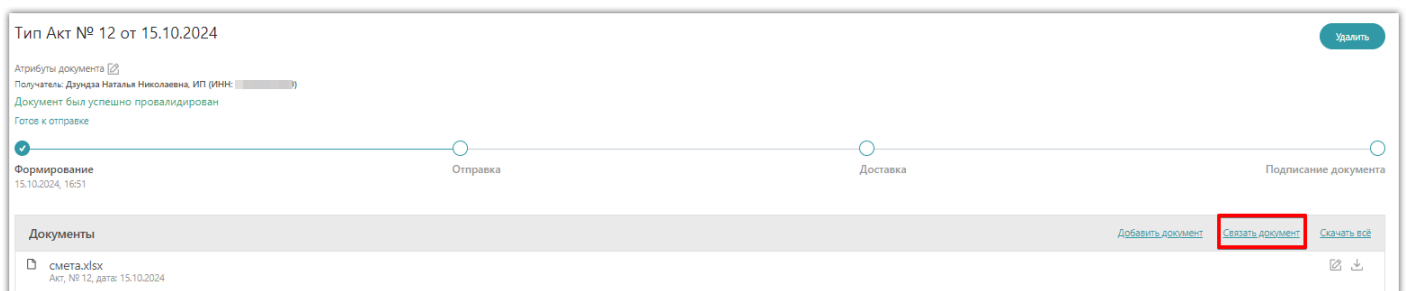 Тип Акт № 12 от 15.10.2024
Удалить
Атрибуты документа
Получатель: Дзундза Наталья Николаевна, ИП (ИНН: )
Документ был успешно провалидирован
Готов к отправке
Формирование Отправка Доставка Подписание документа
15.10.2024, 16:51
Документы Добавить документ Связать документ Скачать всё
смета.xlsx
Акт, № 12, дата: 15.10.2024